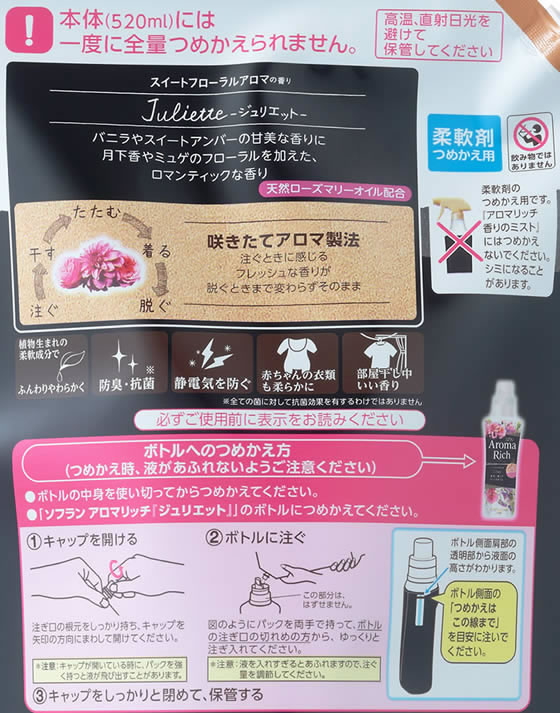 本体(520ml)には
一度に全量つめかえられません。
高温、直射日光を
避けて
保管してください
スイートフローラルアロマの香り
Juliette -ジュリエット-
バニラやスイートアンバーの甘美な香りに
月下香やミュゲのフローラルを加えた、
ロマンティックな香り
天然ローズマリーオイル配合
柔軟剤
つめかえ用
飲み物では
ありません
柔軟剤の
つめかえ用です。
『アロマリッチ
香りのミスト』
にはつめかえ
ないでください。
シミになること
があります。
たたむ
干す
着る
注ぐ
脱ぐ
咲きたてアロマ製法
注ぐときに感じる
フレッシュな香りが
脱ぐときまで変わらずそのまま
植物生まれの
柔軟成分で
ふんわりやわらかく
防臭・抗菌※
静電気を防ぐ
赤ちゃんの衣類
も柔らかに
部屋干し中
いい香り
※全ての菌に対して抗菌効果を有するわけではありません
必ずご使用前に表示をお読みください
ボトルへのつめかえ方
(つめかえ時、液があふれないようご注意ください)
Aroma
Rich
●ボトルの中身を使い切ってからつめかえてください。
●「ソフラン アロマリッチ『ジュリエット』」のボトルにつめかえてください。
①キャップを開ける
注ぎ口の根元をしっかり持ち、キャップを
矢印の方向にまわして開けてください。
※注意:キャップが開いている時に、パックを強
く持つと液が飛び出すことがあります。
②ボトルに注ぐ
この部分は、
はずせません。
図のようにパックを両手で持って、ボトル
の注ぎ口の切れめの方から、ゆっくりと
注ぎ入れてください。
※注意:液を入れすぎるとあふれますので、注ぐ
量を調節してください。
ボトル側面肩部の
透明部から液面の
高さがわかります。
ボトル側面の
「つめかえは
この線まで」
を目安に注いで
ください。
③キャップをしっかりと閉めて、保管する